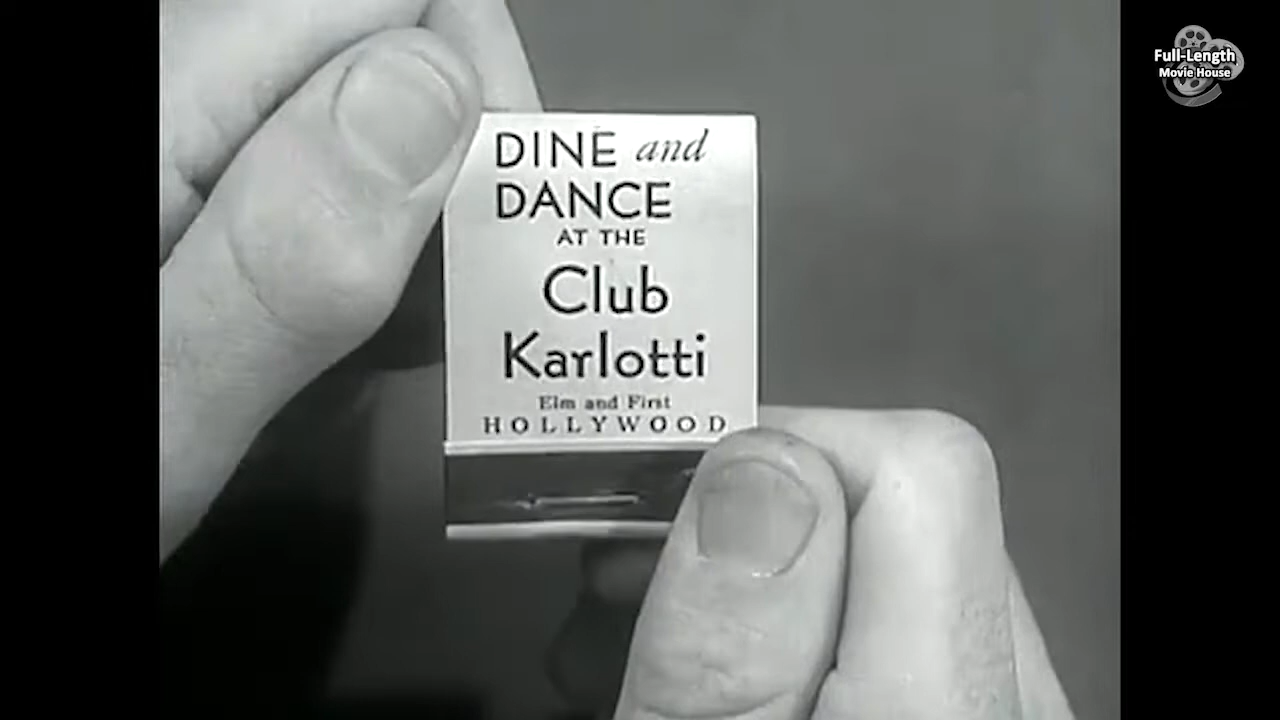 DINE and
DANCE
AT THE
Club
Karlotti
Elm and First
HOLLYWOOD
Full-Length
Movie House